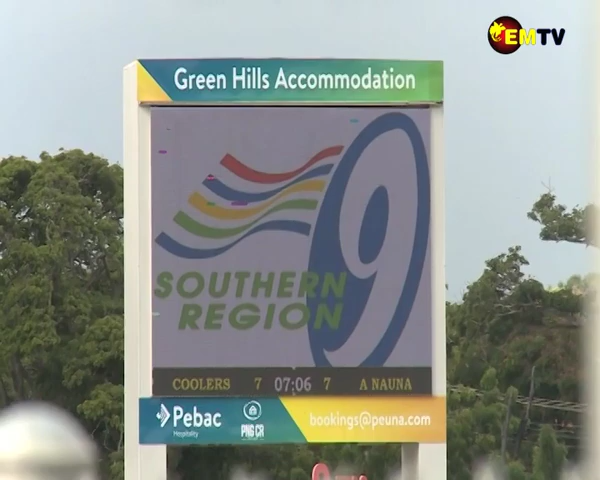 EMTV
Green Hills Accommodation
9
SOUTHERN
REGION
COOLERS 7 07:06 7 A NAUNA
Pebac
Hospitality
PNG CR
bookings@peuna.com